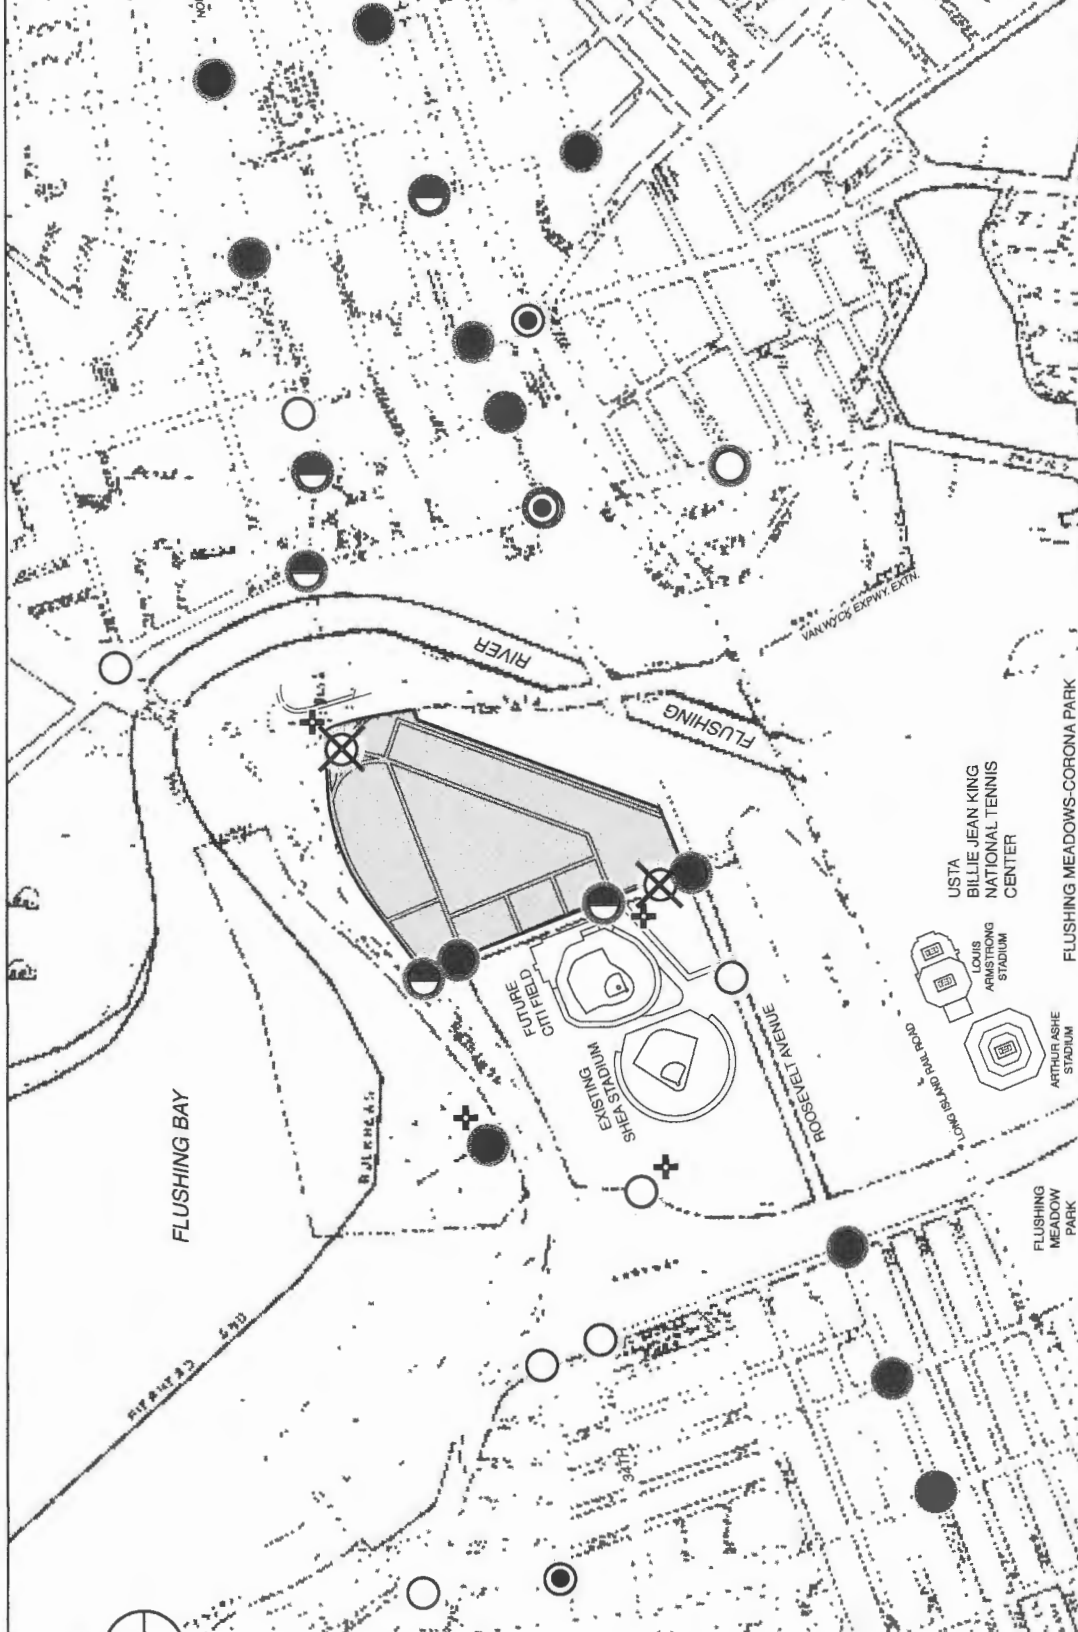 FLUSHING BAY
RIVER
FLUSHING
VAN WYCK EXPWY. EXTN.
USTA
BILLIE JEAN KING
NATIONAL TENNIS
CENTER
FLUSHING MEADOWS-CORONA PARK
LOUIS
ARMSTRONG
STADIUM
ARTHUR ASHE
STADIUM
FUTURE
CITI FIELD
EXISTING
SHEA STADIUM
ROOSEVELT AVENUE
LONG ISLAND RAIL ROAD
FLUSHING
MEADOW
PARK
BULKHEAD
34TH